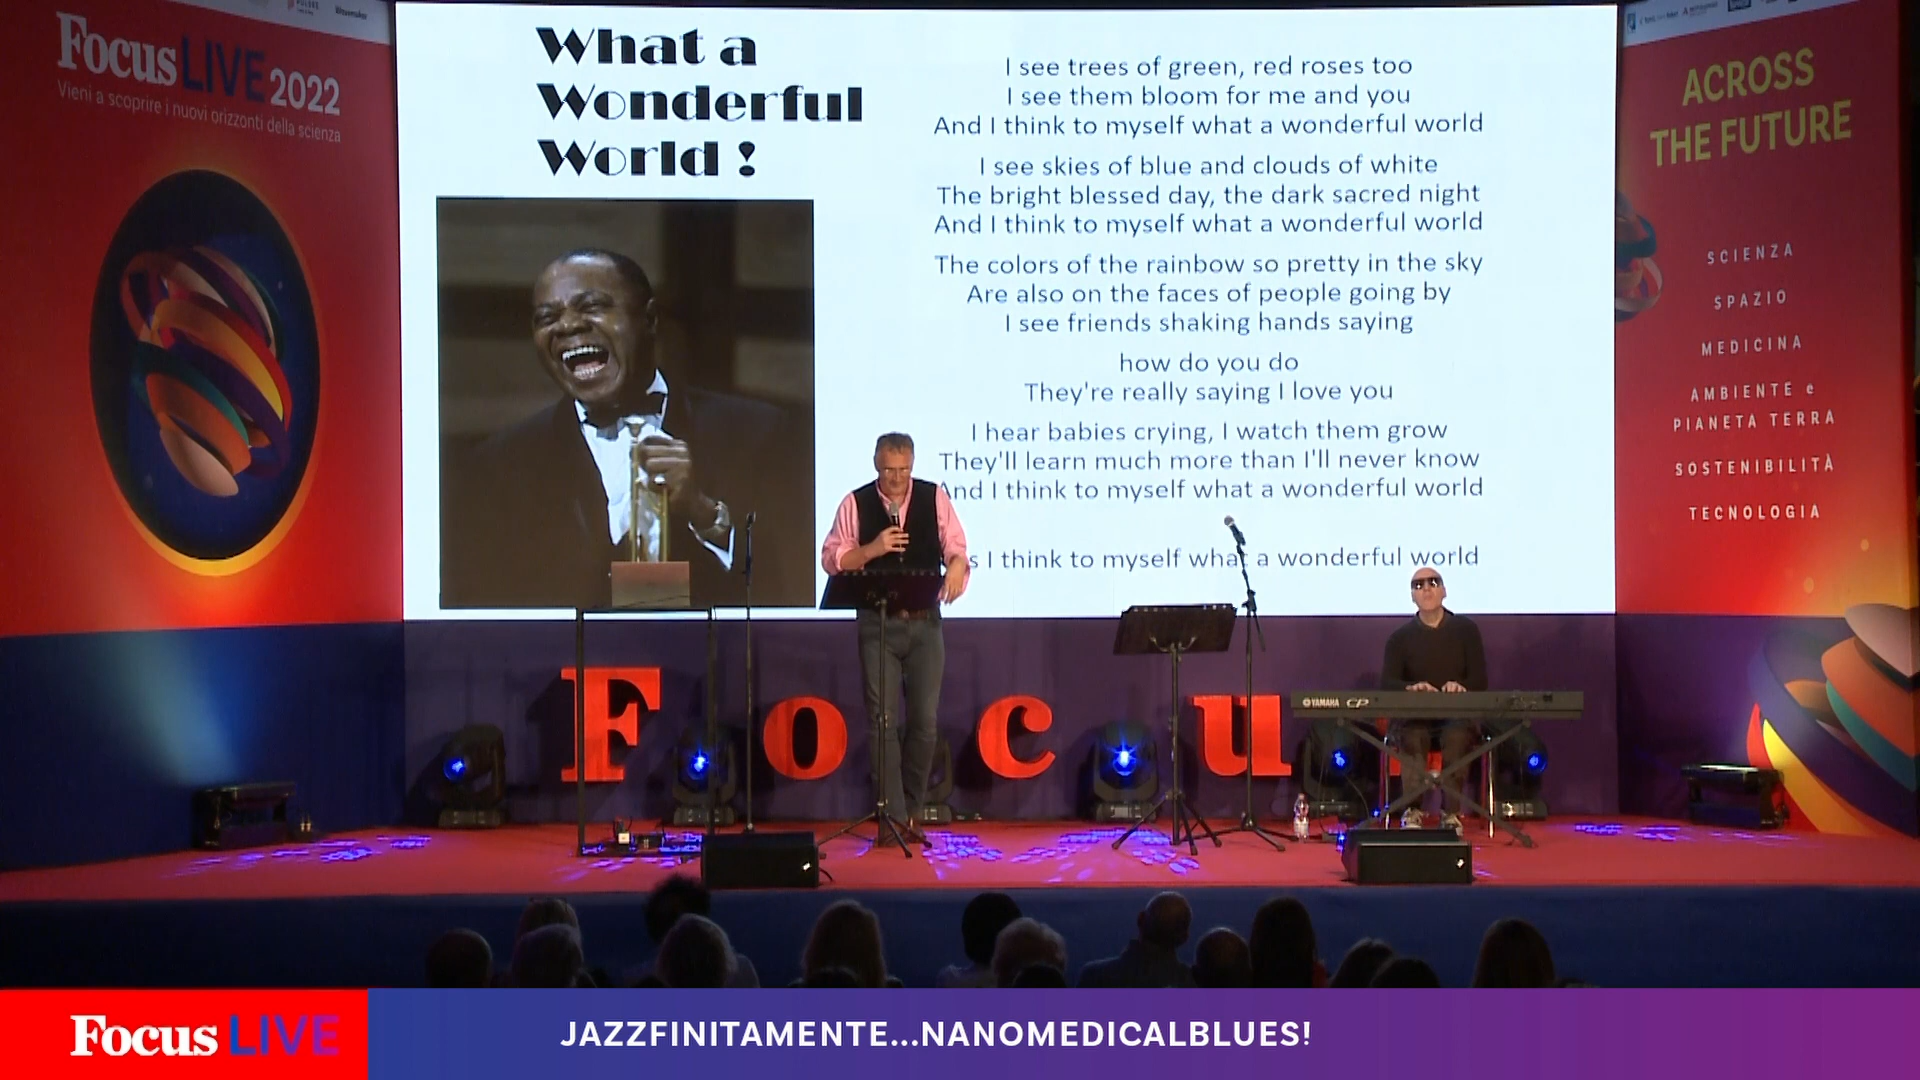 Focus LIVE 2022
Vieni a scoprire i nuovi orizzonti della scienza
What a
Wonderful
World !
I see trees of green, red roses too
I see them bloom for me and you
And I think to myself what a wonderful world
I see skies of blue and clouds of white
The bright blessed day, the dark sacred night
And I think to myself what a wonderful world
The colors of the rainbow so pretty in the sky
Are also on the faces of people going by
I see friends shaking hands saying
how do you do
They're really saying I love you
I hear babies crying, I watch them grow
They'll learn much more than I'll never know
And I think to myself what a wonderful world
s I think to myself what a wonderful world
ACROSS
THE FUTURE
SCIENZA
SPAZIO
MEDICINA
AMBIENTE e
PIANETA TERRA
SOSTENIBILITÀ
TECNOLOGIA
F o c u
YAMAHA CP
Focus LIVE
JAZZFINITAMENTE...NANOMEDICALBLUES!